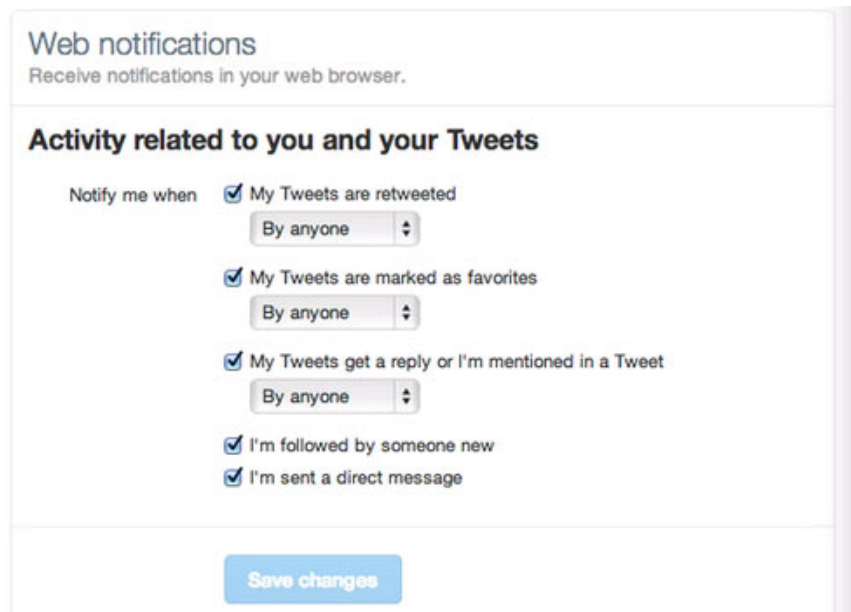 Web notifications
Receive notifications in your web browser.
Activity related to you and your Tweets
Notify me when My Tweets are retweeted
By anyone
My Tweets are marked as favorites
By anyone
My Tweets get a reply or I'm mentioned in a Tweet
By anyone
I'm followed by someone new
I'm sent a direct message
Save changes